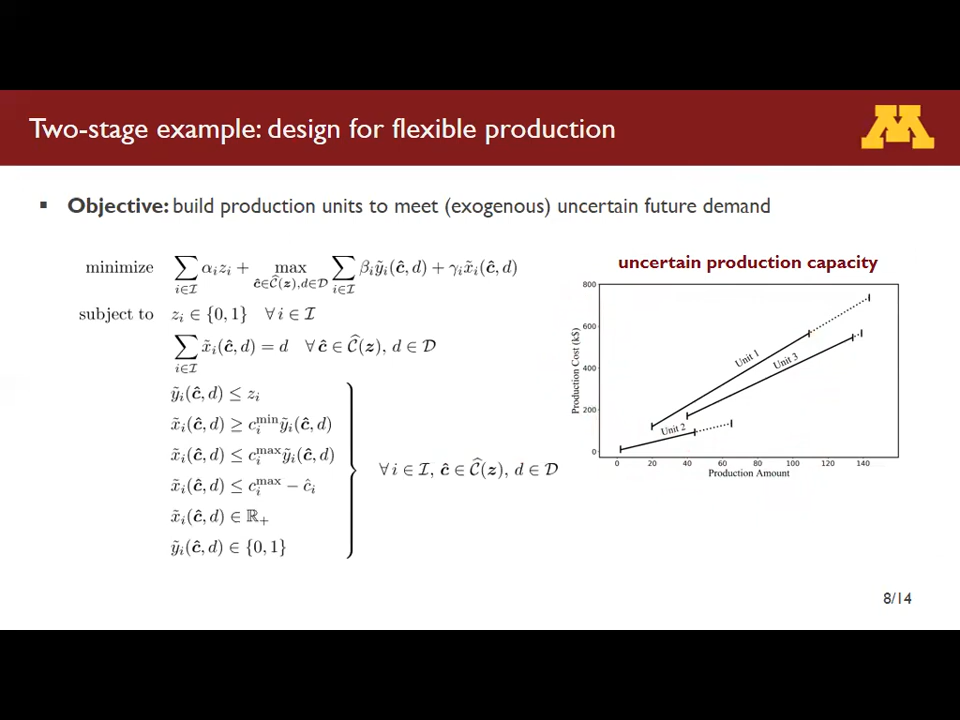 Two-stage example: design for flexible production
M
▪ Objective: build production units to meet (exogenous) uncertain future demand
minimize ∑_{i∈ℐ} α_i z_i + max_{ĉ∈Ĉ(z),d∈𝒟} ∑_{i∈ℐ} β_i ỹ_i(ĉ, d) + γ_i x̃_i(ĉ, d)
subject to z_i ∈ {0, 1} ∀ i ∈ ℐ
∑_{i∈ℐ} x̃_i(ĉ, d) = d ∀ ĉ ∈ Ĉ(z), d ∈ 𝒟
ỹ_i(ĉ, d) ≤ z_i
x̃_i(ĉ, d) ≥ c_i^min ỹ_i(ĉ, d)
x̃_i(ĉ, d) ≤ c_i^max ỹ_i(ĉ, d)
x̃_i(ĉ, d) ≤ c_i^max − ĉ_i
x̃_i(ĉ, d) ∈ ℝ_+
ỹ_i(ĉ, d) ∈ {0, 1}
∀ i ∈ ℐ, ĉ ∈ Ĉ(z), d ∈ 𝒟
uncertain production capacity
800
600
400
200
0
Production Cost (k$)
Unit 1
Unit 3
Unit 2
0 20 40 60 80 100 120 140
Production Amount
8/14